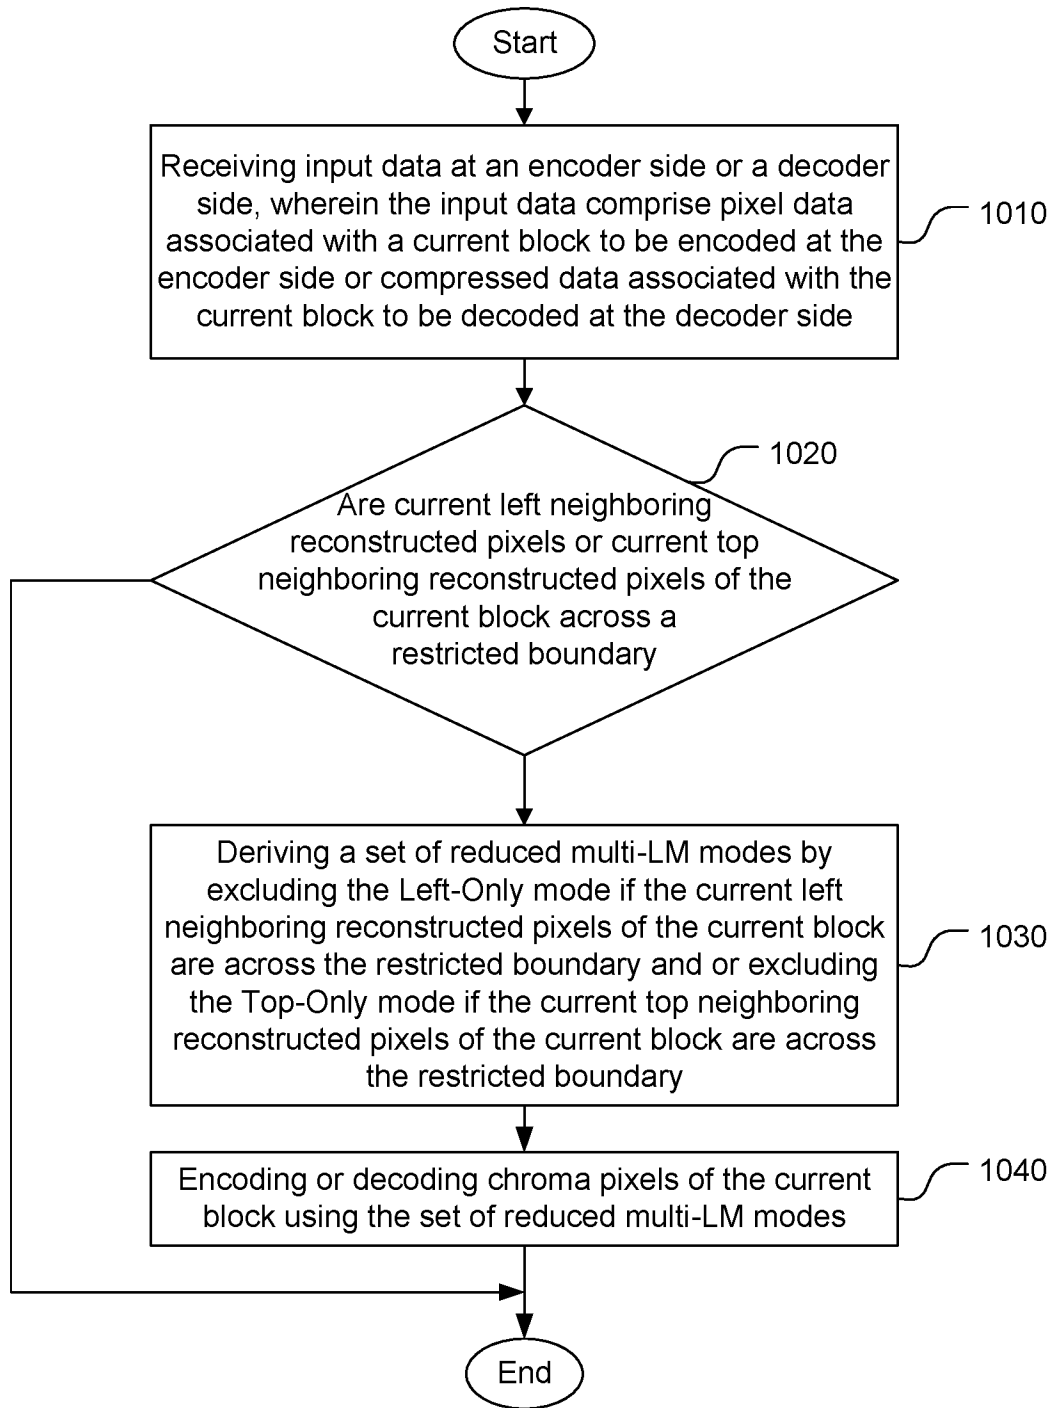 Start
Receiving input data at an encoder side or a decoder
side, wherein the input data comprise pixel data
associated with a current block to be encoded at the
encoder side or compressed data associated with the
current block to be decoded at the decoder side
1010
1020
Are current left neighboring
reconstructed pixels or current top
neighboring reconstructed pixels of the
current block across a
restricted boundary
Deriving a set of reduced multi-LM modes by
excluding the Left-Only mode if the current left
neighboring reconstructed pixels of the current block
are across the restricted boundary and or excluding
the Top-Only mode if the current top neighboring
reconstructed pixels of the current block are across
the restricted boundary
1030
Encoding or decoding chroma pixels of the current
block using the set of reduced multi-LM modes
1040
End